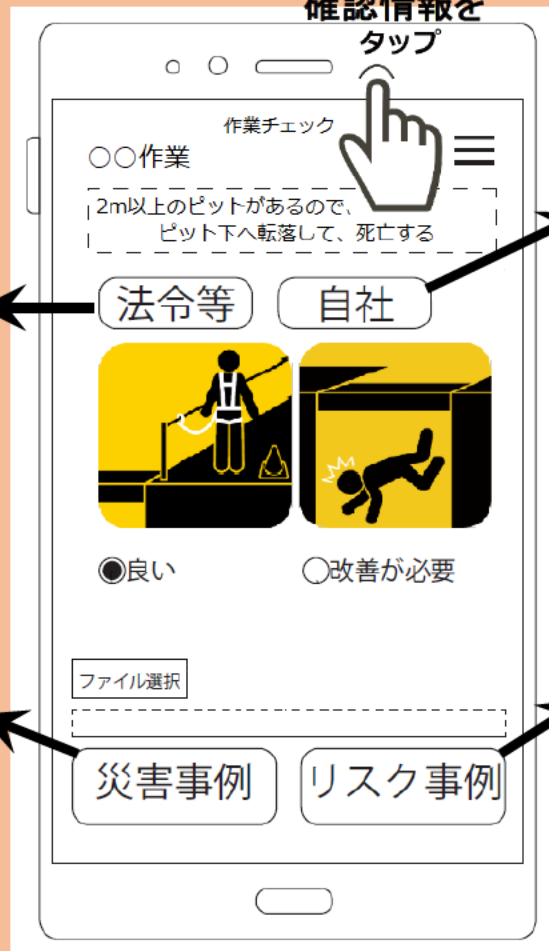 確認情報を
タップ
作業チェック
○○作業
2m以上のピットがあるので、
ピット下へ転落して、死亡する
法令等
自社
良い
改善が必要
ファイル選択
災害事例
リスク事例